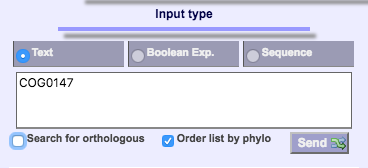 Input type
Text Boolean Exp. Sequence
COG0147
Search for orthologous Order list by phylo Send